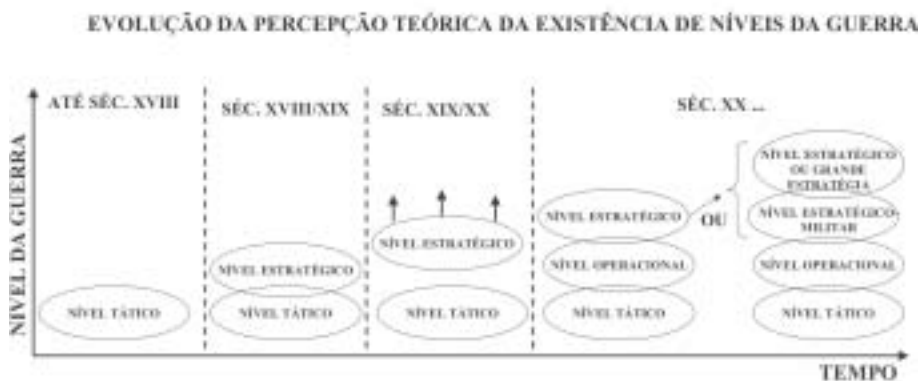 EVOLUÇÃO DA PERCEPÇÃO TEÓRICA DA EXISTÊNCIA DE NÍVEIS DA GUERRA
NÍVEL DA GUERRA
ATÉ SÉC. XVIII
NÍVEL TÁTICO
SÉC. XVIII/XIX
NÍVEL ESTRATÉGICO
NÍVEL TÁTICO
SÉC. XIX/XX
NÍVEL ESTRATÉGICO
NÍVEL TÁTICO
SÉC. XX ...
NÍVEL ESTRATÉGICO
NÍVEL OPERACIONAL
NÍVEL TÁTICO
OU
NÍVEL ESTRATÉGICO
OU GRANDE
ESTRATÉGIA
NÍVEL ESTRATÉGICO-
MILITAR
NÍVEL OPERACIONAL
NÍVEL TÁTICO
TEMPO